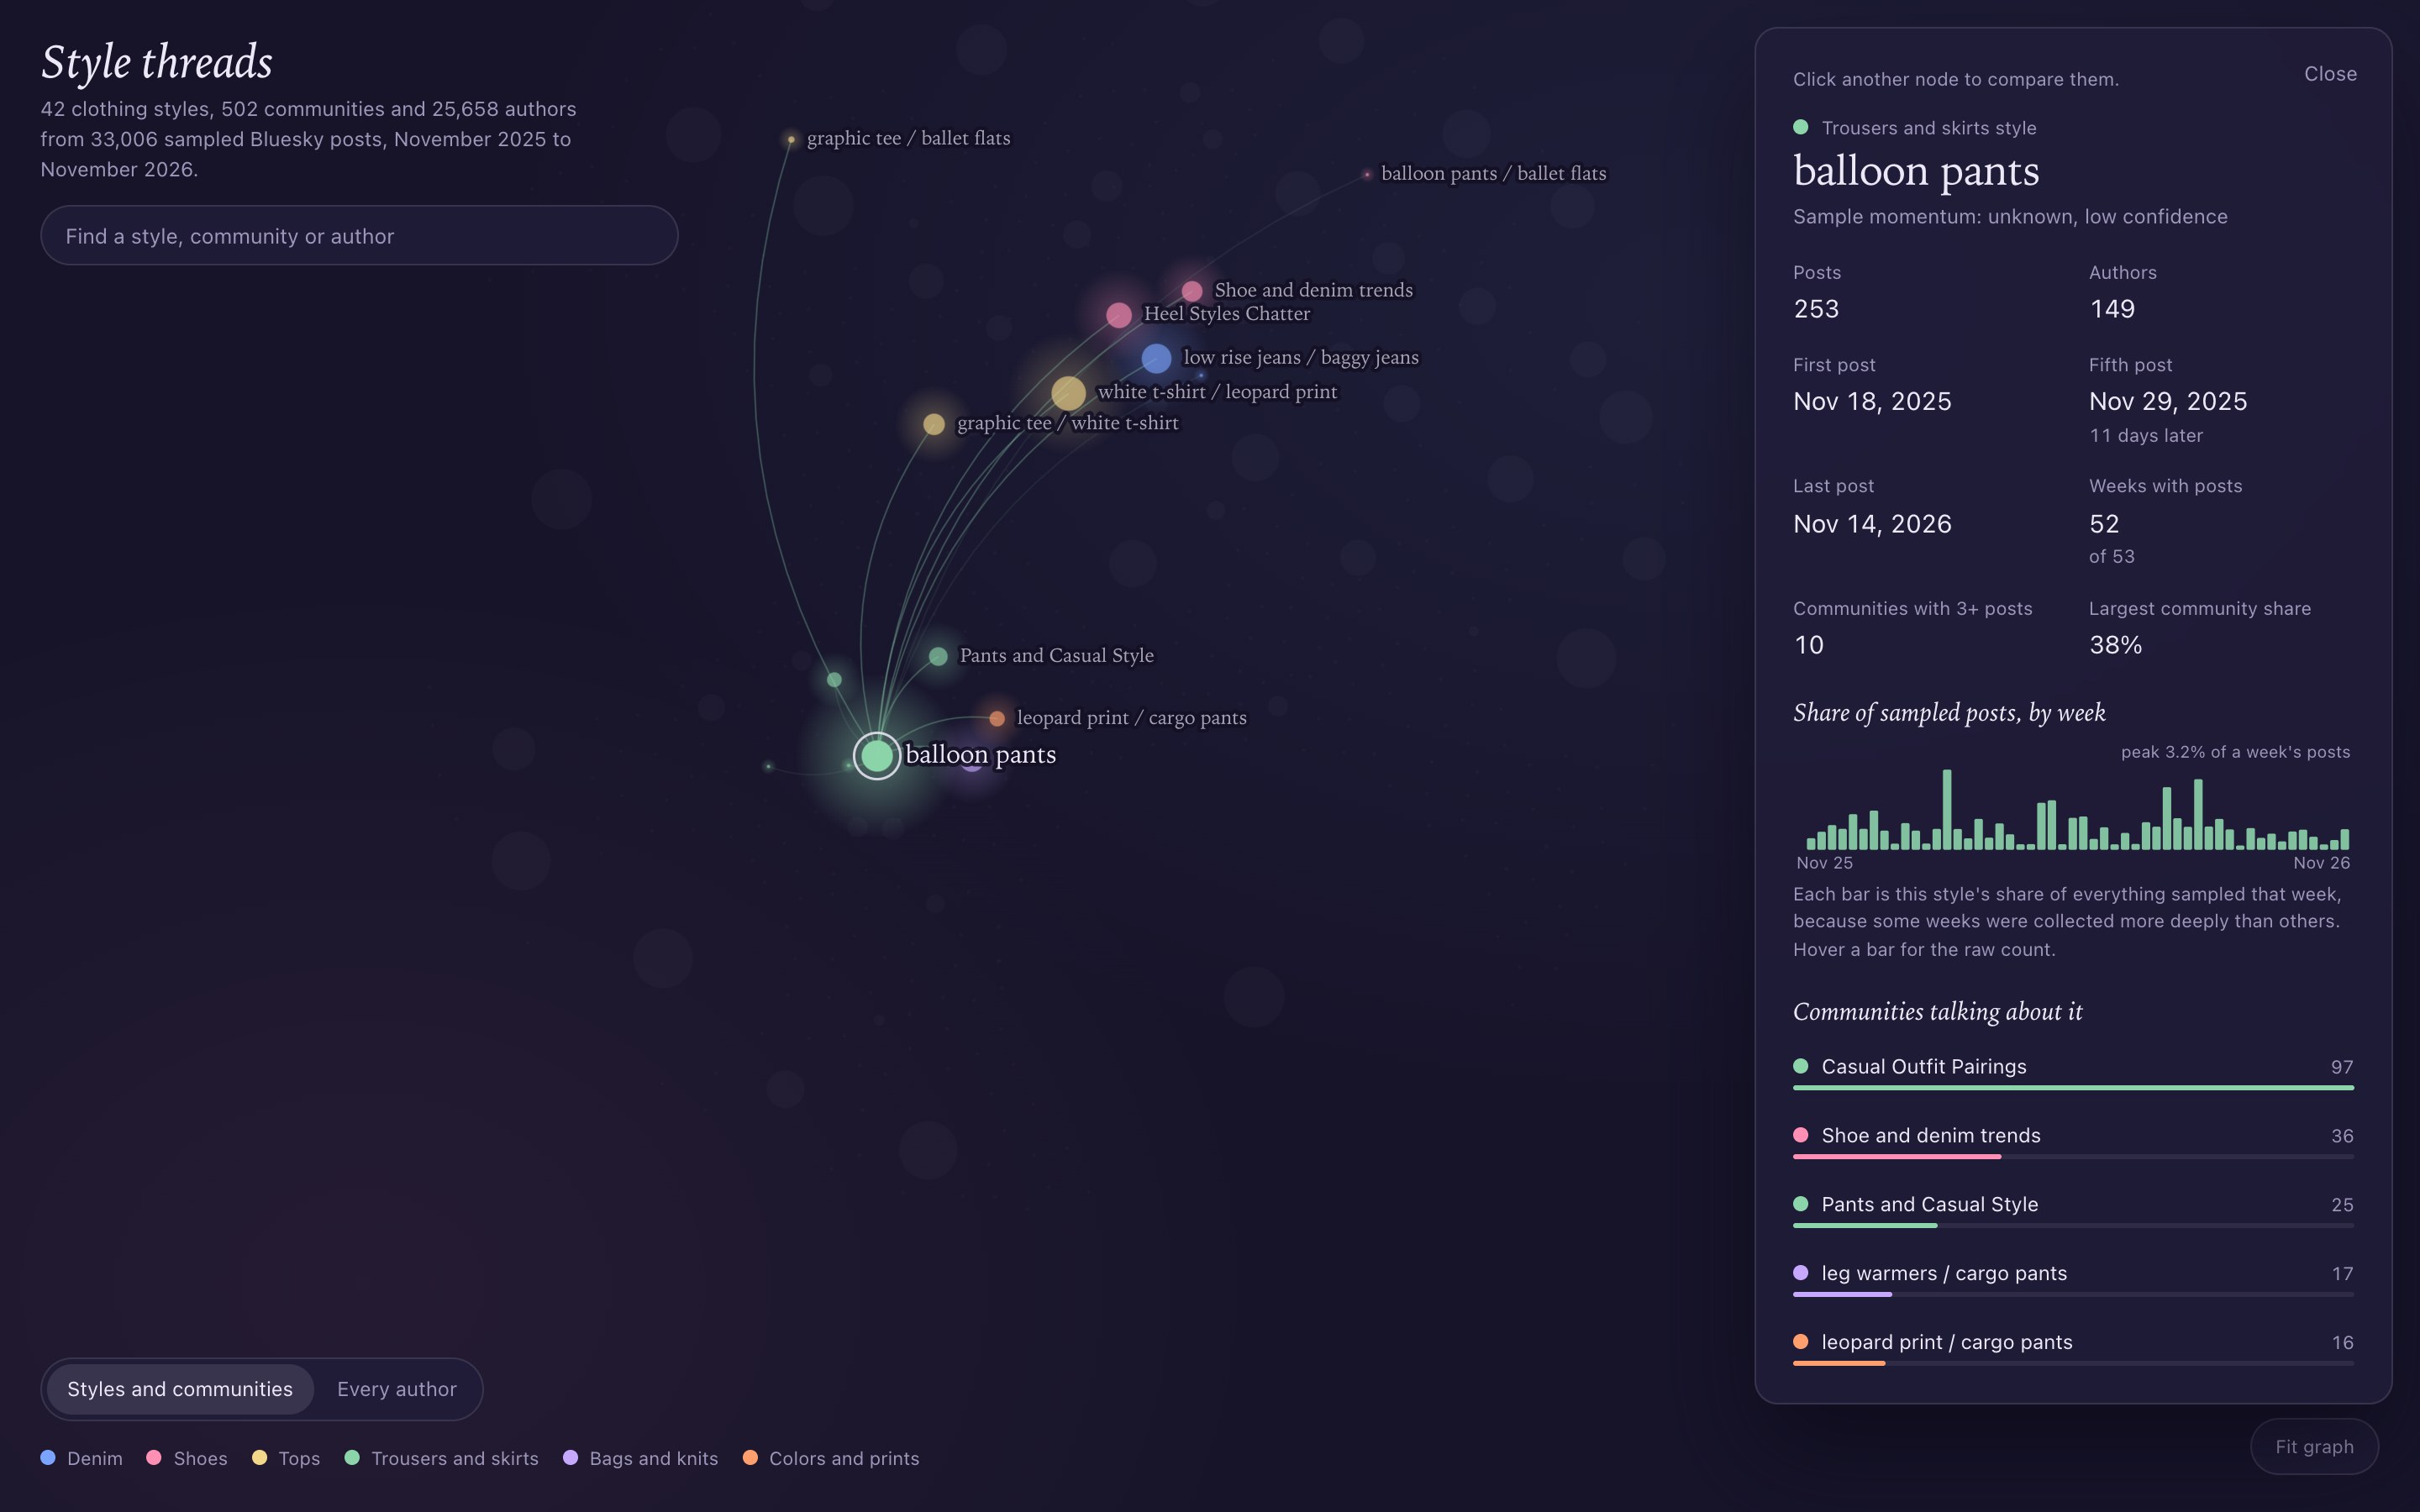 Style threads
42 clothing styles, 502 communities and 25,658 authors
from 33,006 sampled Bluesky posts, November 2025 to
November 2026.
Find a style, community or author
graphic tee / ballet flats
balloon pants / ballet flats
Shoe and denim trends
Heel Styles Chatter
low rise jeans / baggy jeans
white t-shirt / leopard print
graphic tee / white t-shirt
Pants and Casual Style
leopard print / cargo pants
balloon pants
Styles and communities
Every author
Denim
Shoes
Tops
Trousers and skirts
Bags and knits
Colors and prints
Click another node to compare them.
Close
Trousers and skirts style
balloon pants
Sample momentum: unknown, low confidence
Posts
253
Authors
149
First post
Nov 18, 2025
Fifth post
Nov 29, 2025
11 days later
Last post
Nov 14, 2026
Weeks with posts
52
of 53
Communities with 3+ posts
10
Largest community share
38%
Share of sampled posts, by week
peak 3.2% of a week's posts
Nov 25
Nov 26
Each bar is this style's share of everything sampled that week,
because some weeks were collected more deeply than others.
Hover a bar for the raw count.
Communities talking about it
Casual Outfit Pairings 97
Shoe and denim trends 36
Pants and Casual Style 25
leg warmers / cargo pants 17
leopard print / cargo pants 16
Fit graph